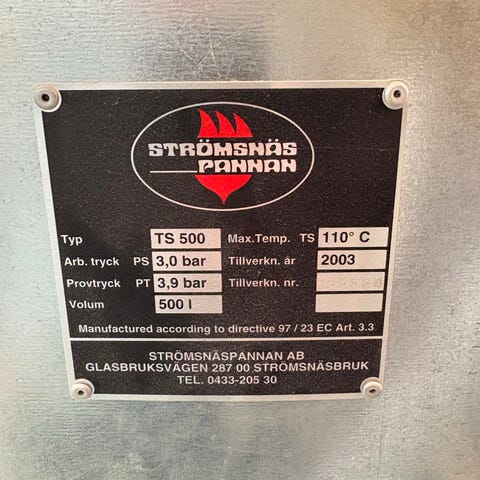 STRÖMSNÄS
PANNAN
Typ TS 500 Max.Temp. TS 110° C
Arb. tryck PS 3,0 bar Tillverkn. år 2003
Provtryck PT 3,9 bar Tillverkn. nr.
Volum 500 l
Manufactured according to directive 97 / 23 EC Art. 3.3
STRÖMSNÄSPANNAN AB
GLASBRUKSVÄGEN 287 00 STRÖMSNÄSBRUK
TEL. 0433-205 30